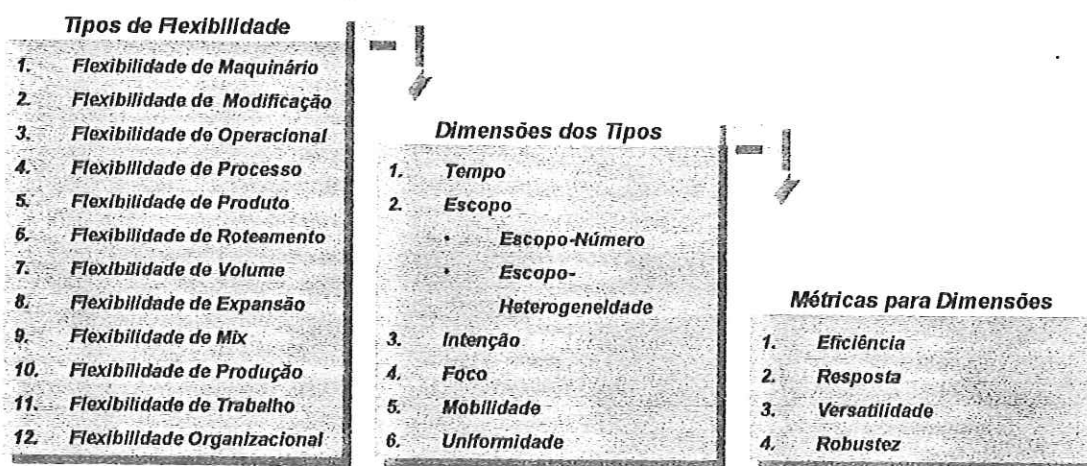 Tipos de Flexibilidade
1. Flexibilidade de Maquinário
2. Flexibilidade de Modificação
3. Flexibilidade de Operacional
4. Flexibilidade de Processo
5. Flexibilidade de Produto
6. Flexibilidade de Roteamento
7. Flexibilidade de Volume
8. Flexibilidade de Expansão
9. Flexibilidade de Mix
10. Flexibilidade de Produção
11. Flexibilidade de Trabalho
12. Flexibilidade Organizacional
Dimensões dos Tipos
1. Tempo
2. Escopo
• Escopo-Número
• Escopo-
Heterogeneidade
3. Intenção
4. Foco
5. Mobilidade
6. Uniformidade
Métricas para Dimensões
1. Eficiência
2. Resposta
3. Versatilidade
4. Robustez